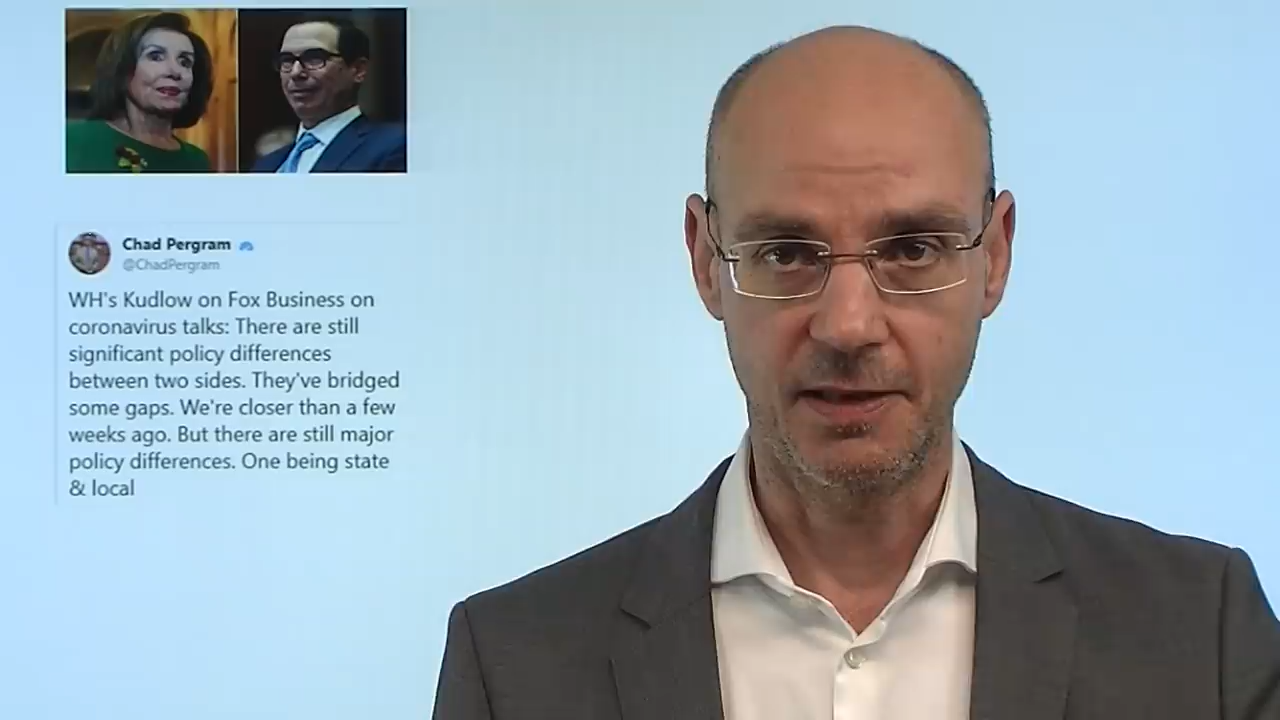 Chad Pergram
@ChadPergram
WH's Kudlow on Fox Business on
coronavirus talks: There are still
significant policy differences
between two sides. They've bridged
some gaps. We're closer than a few
weeks ago. But there are still major
policy differences. One being state
& local